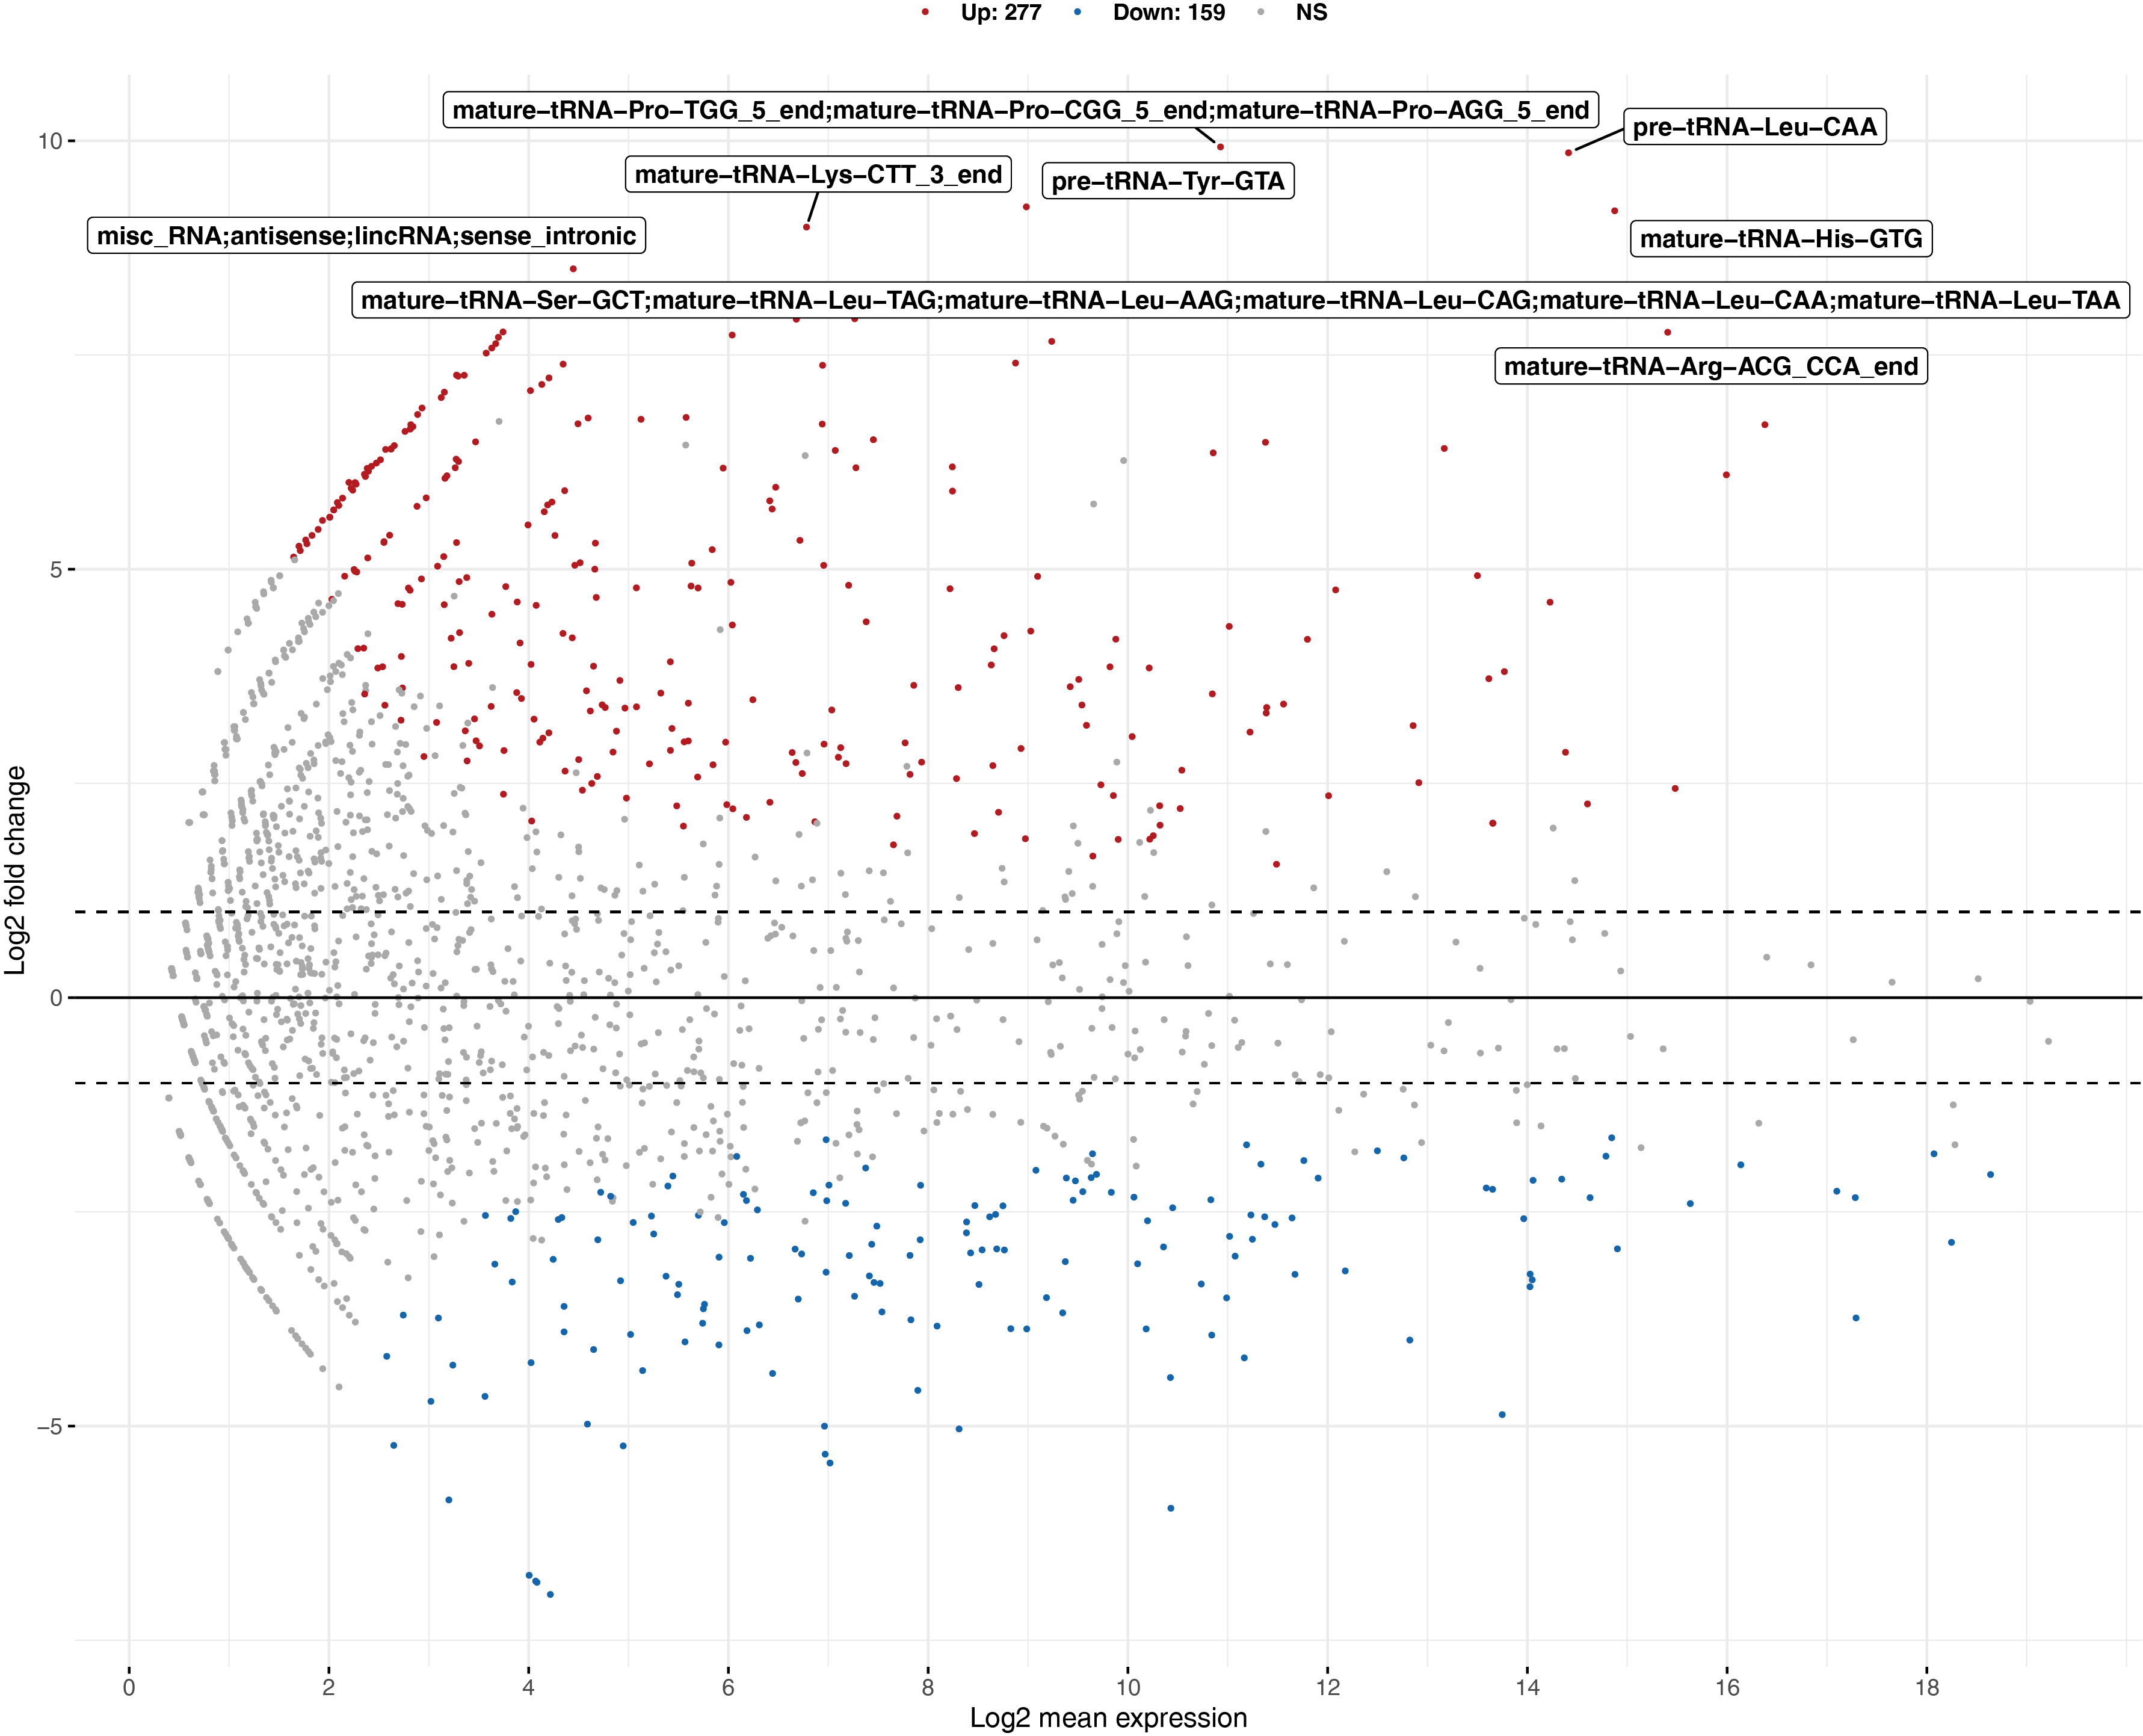 Up: 277 Down: 159 NS
mature−tRNA−Pro−TGG_5_end;mature−tRNA−Pro−CGG_5_end;mature−tRNA−Pro−AGG_5_end
pre−tRNA−Leu−CAA
mature−tRNA−Lys−CTT_3_end
pre−tRNA−Tyr−GTA
misc_RNA;antisense;lincRNA;sense_intronic
mature−tRNA−His−GTG
mature−tRNA−Ser−GCT;mature−tRNA−Leu−TAG;mature−tRNA−Leu−AAG;mature−tRNA−Leu−CAG;mature−tRNA−Leu−CAA;mature−tRNA−Leu−TAA
mature−tRNA−Arg−ACG_CCA_end
10
5
0
−5
Log2 fold change
0 2 4 6 8 10 12 14 16 18
Log2 mean expression